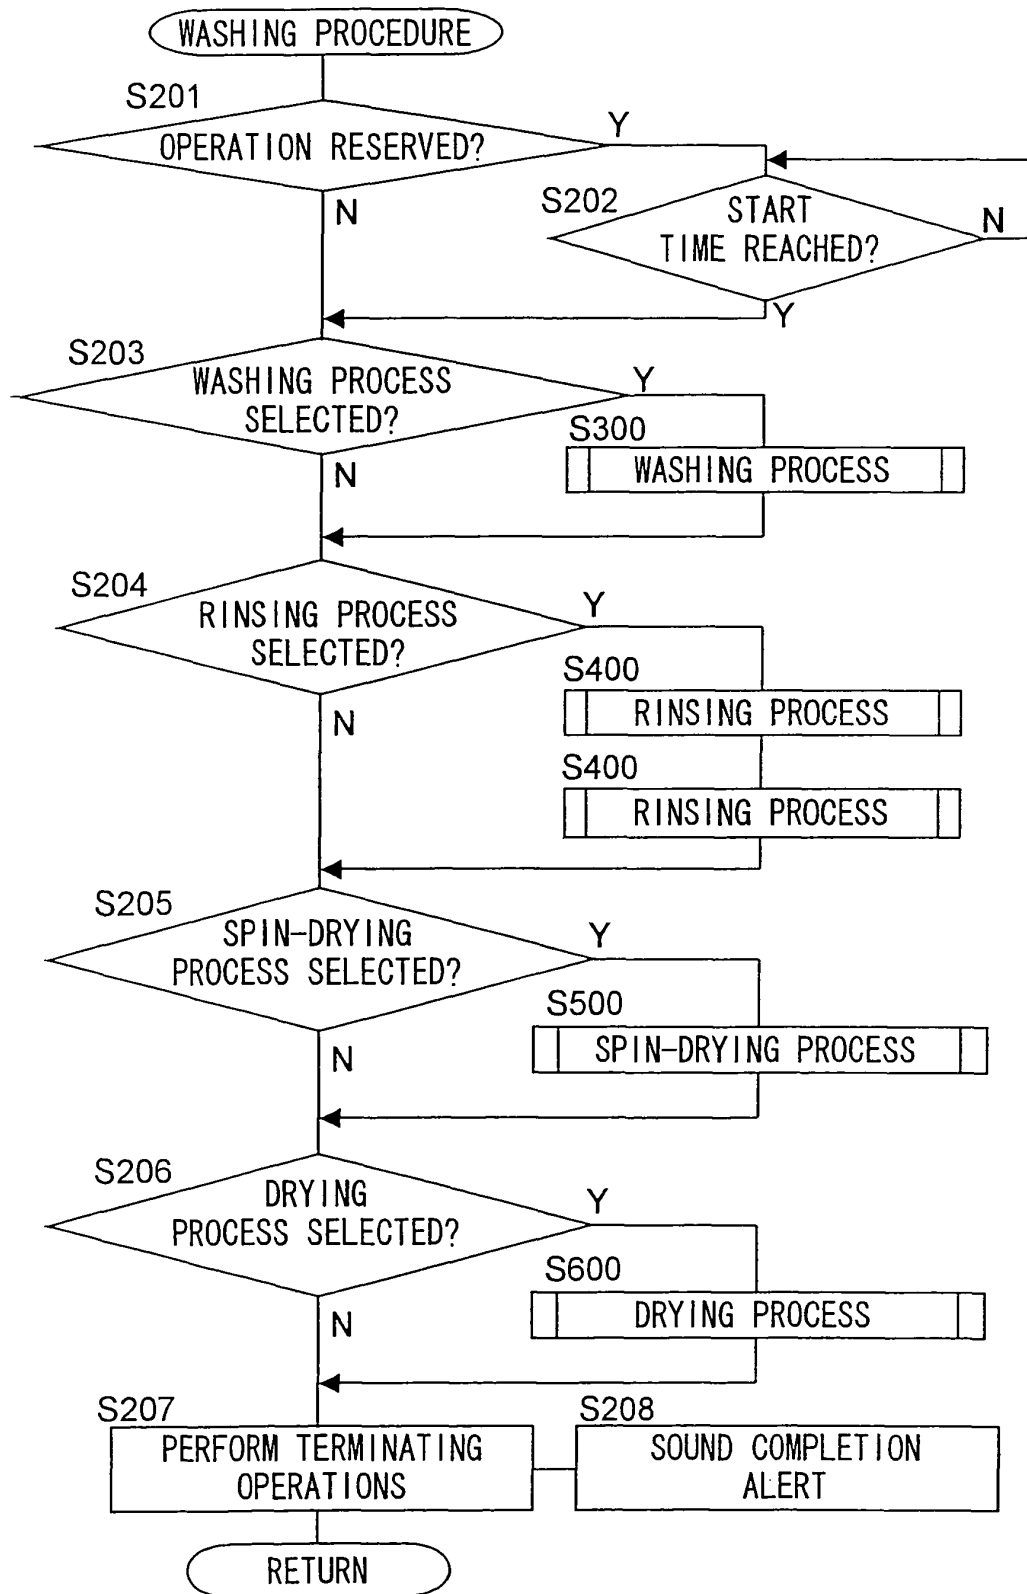 WASHING PROCEDURE
S201
OPERATION RESERVED?
Y
N
S202
START
TIME REACHED?
N
Y
S203
WASHING PROCESS
SELECTED?
Y
N
S300
WASHING PROCESS
S204
RINSING PROCESS
SELECTED?
Y
N
S400
RINSING PROCESS
S400
RINSING PROCESS
S205
SPIN-DRYING
PROCESS SELECTED?
Y
N
S500
SPIN-DRYING PROCESS
S206
DRYING
PROCESS SELECTED?
Y
N
S600
DRYING PROCESS
S207
PERFORM TERMINATING
OPERATIONS
S208
SOUND COMPLETION
ALERT
RETURN